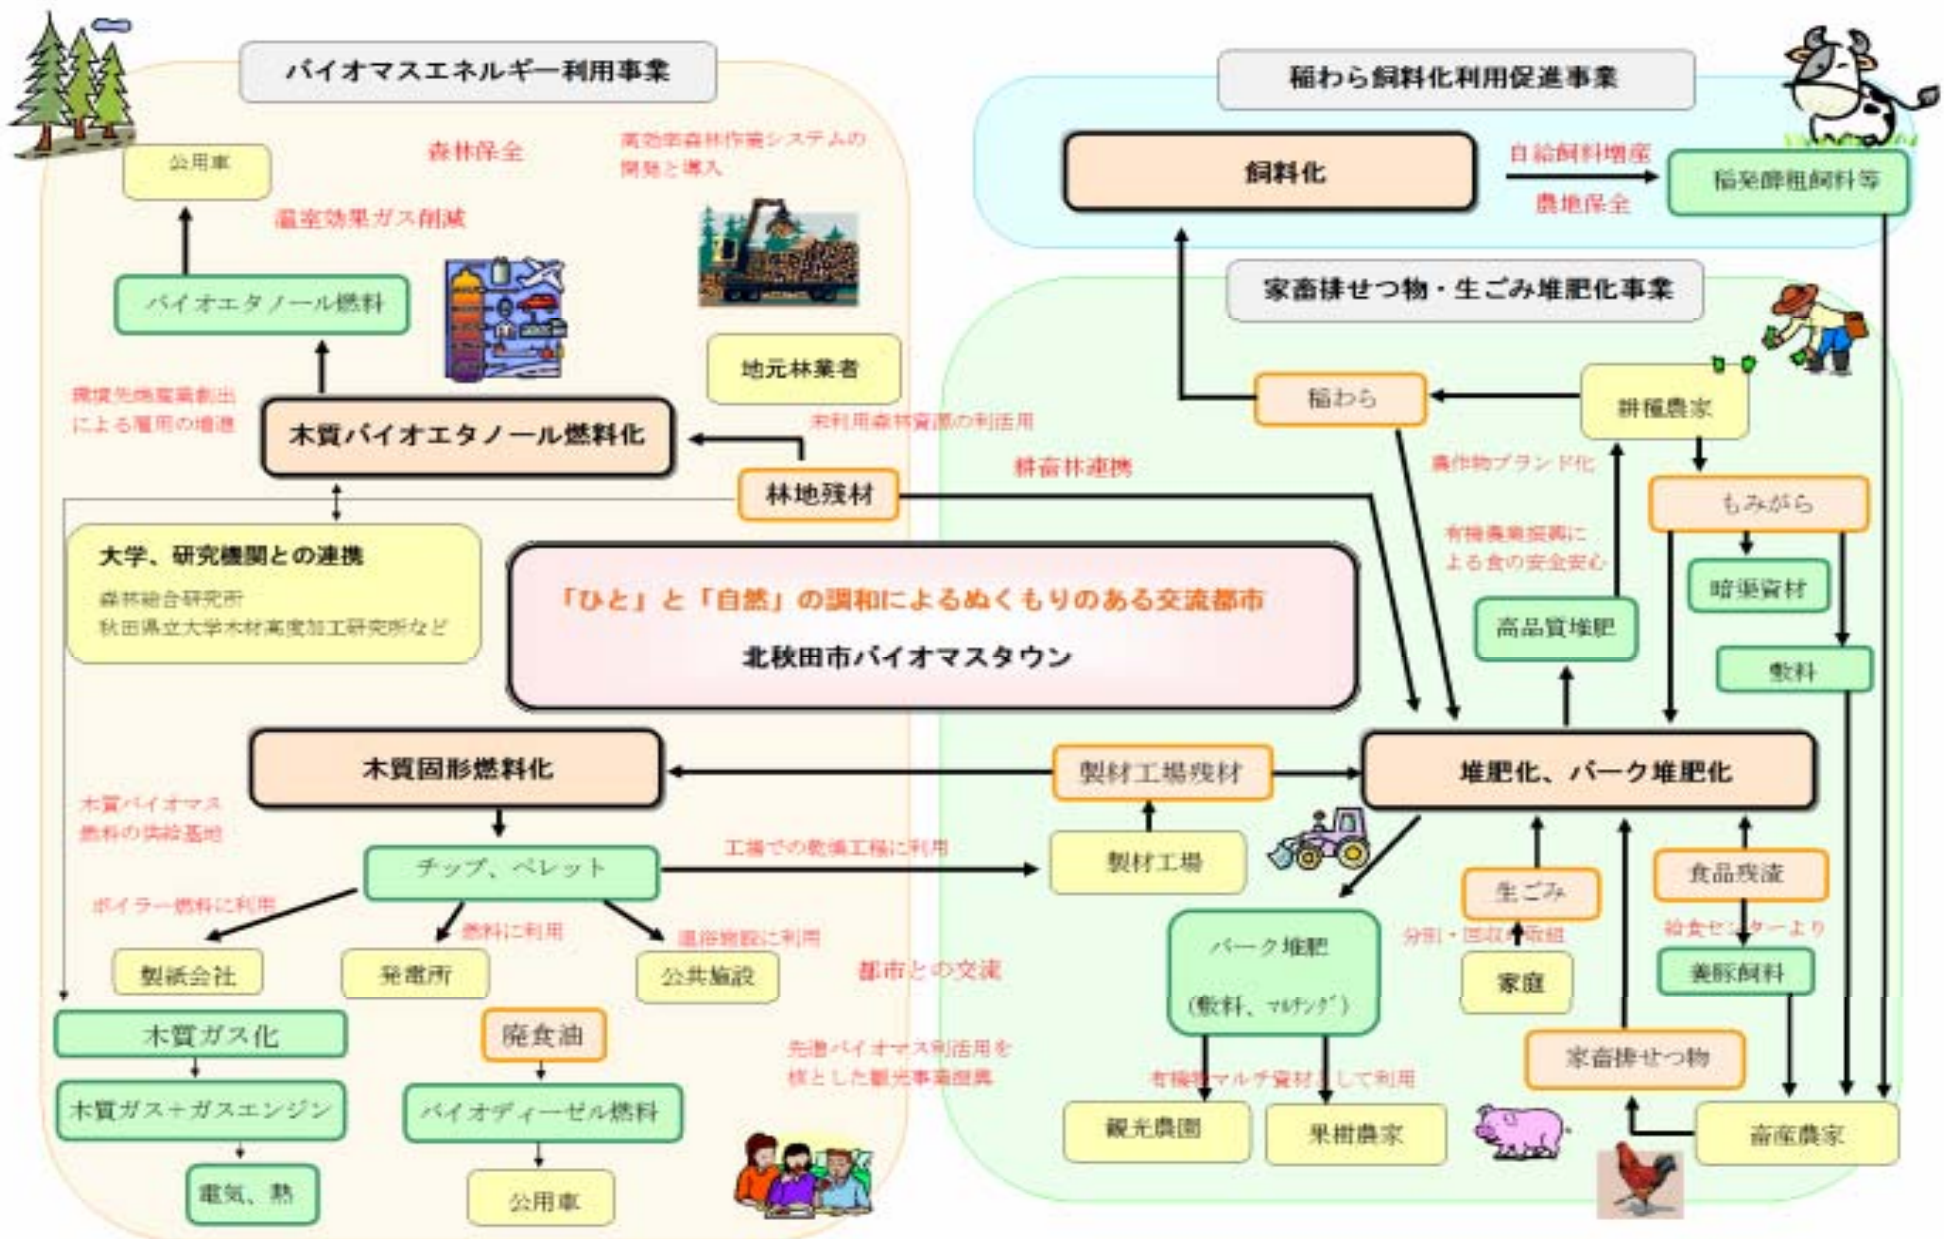 バイオマスエネルギー利用事業
公用車
森林保全
高効率森林作業システムの
開発と導入
温室効果ガス削減
バイオエタノール燃料
地元林業者
環境先端産業創出
による雇用の増進
木質バイオエタノール燃料化
未利用森林資源の利活用
林地残材
大学、研究機関との連携
森林総合研究所
秋田県立大学木材高度加工研究所など
「ひと」と「自然」の調和によるぬくもりのある交流都市
北秋田市バイオマスタウン
木質固形燃料化
木質バイオマス
燃料の供給基地
チップ、ペレット
工場での乾燥工程に利用
ボイラー燃料に利用
燃料に利用
温浴施設に利用
製紙会社
発電所
公共施設
都市との交流
木質ガス化
廃食油
先進バイオマス利活用を
核とした観光事業振興
木質ガス+ガスエンジン
バイオディーゼル燃料
電気、熱
公用車
稲わら飼料化利用促進事業
飼料化
自給飼料増産
農地保全
稲発酵粗飼料等
家畜排せつ物・生ごみ堆肥化事業
稲わら
耕種農家
耕畜林連携
農作物ブランド化
もみがら
有機農業振興に
よる食の安全安心
暗渠資材
高品質堆肥
敷料
製材工場残材
堆肥化、バーク堆肥化
製材工場
生ごみ
食品残渣
バーク堆肥
(敷料、マルチング)
分別・回収の取組
給食センターより
家庭
養豚飼料
家畜排せつ物
有機物マルチ資材として利用
観光農園
果樹農家
畜産農家